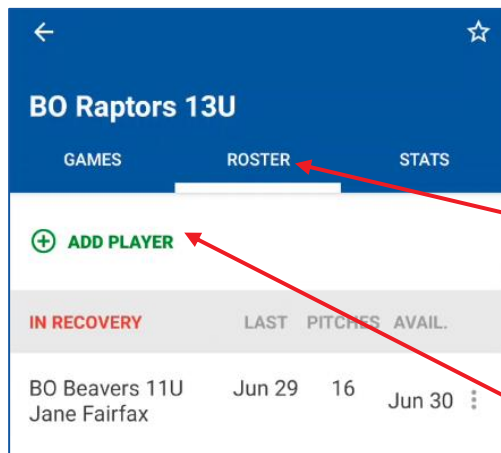 BO Raptors 13U
GAMES ROSTER STATS
ADD PLAYER
IN RECOVERY LAST PITCHES AVAIL.
BO Beavers 11U Jun 29 16 Jun 30
Jane Fairfax